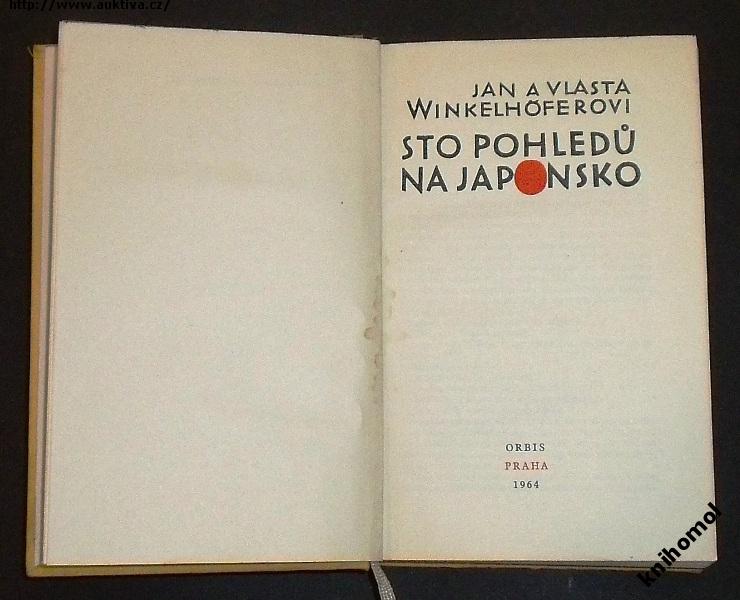 http://www.auktiva.cz/
JAN A VLASTA
WINKELHÖFEROVI
STO POHLEDŮ
NA JAPONSKO
ORBIS
PRAHA
1964
knihomol